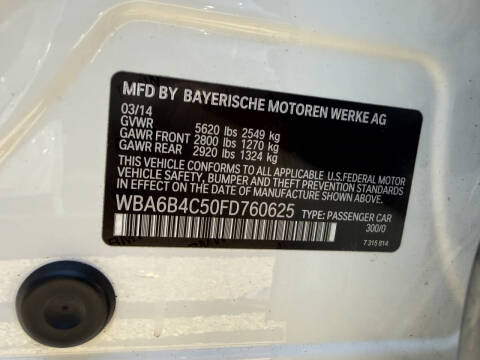 MFD BY BAYERISCHE MOTOREN WERKE AG
03/14
GVWR 5620 lbs 2549 kg
GAWR FRONT 2800 lbs 1270 kg
GAWR REAR 2920 lbs 1324 kg
THIS VEHICLE CONFORMS TO ALL APPLICABLE U.S.FEDERAL MOTOR
VEHICLE SAFETY, BUMPER AND THEFT PREVENTION STANDARDS
IN EFFECT ON THE DATE OF MANUFACTURE SHOWN ABOVE.
WBA6B4C50FD760625 TYPE: PASSENGER CAR
300/0
7 315 814